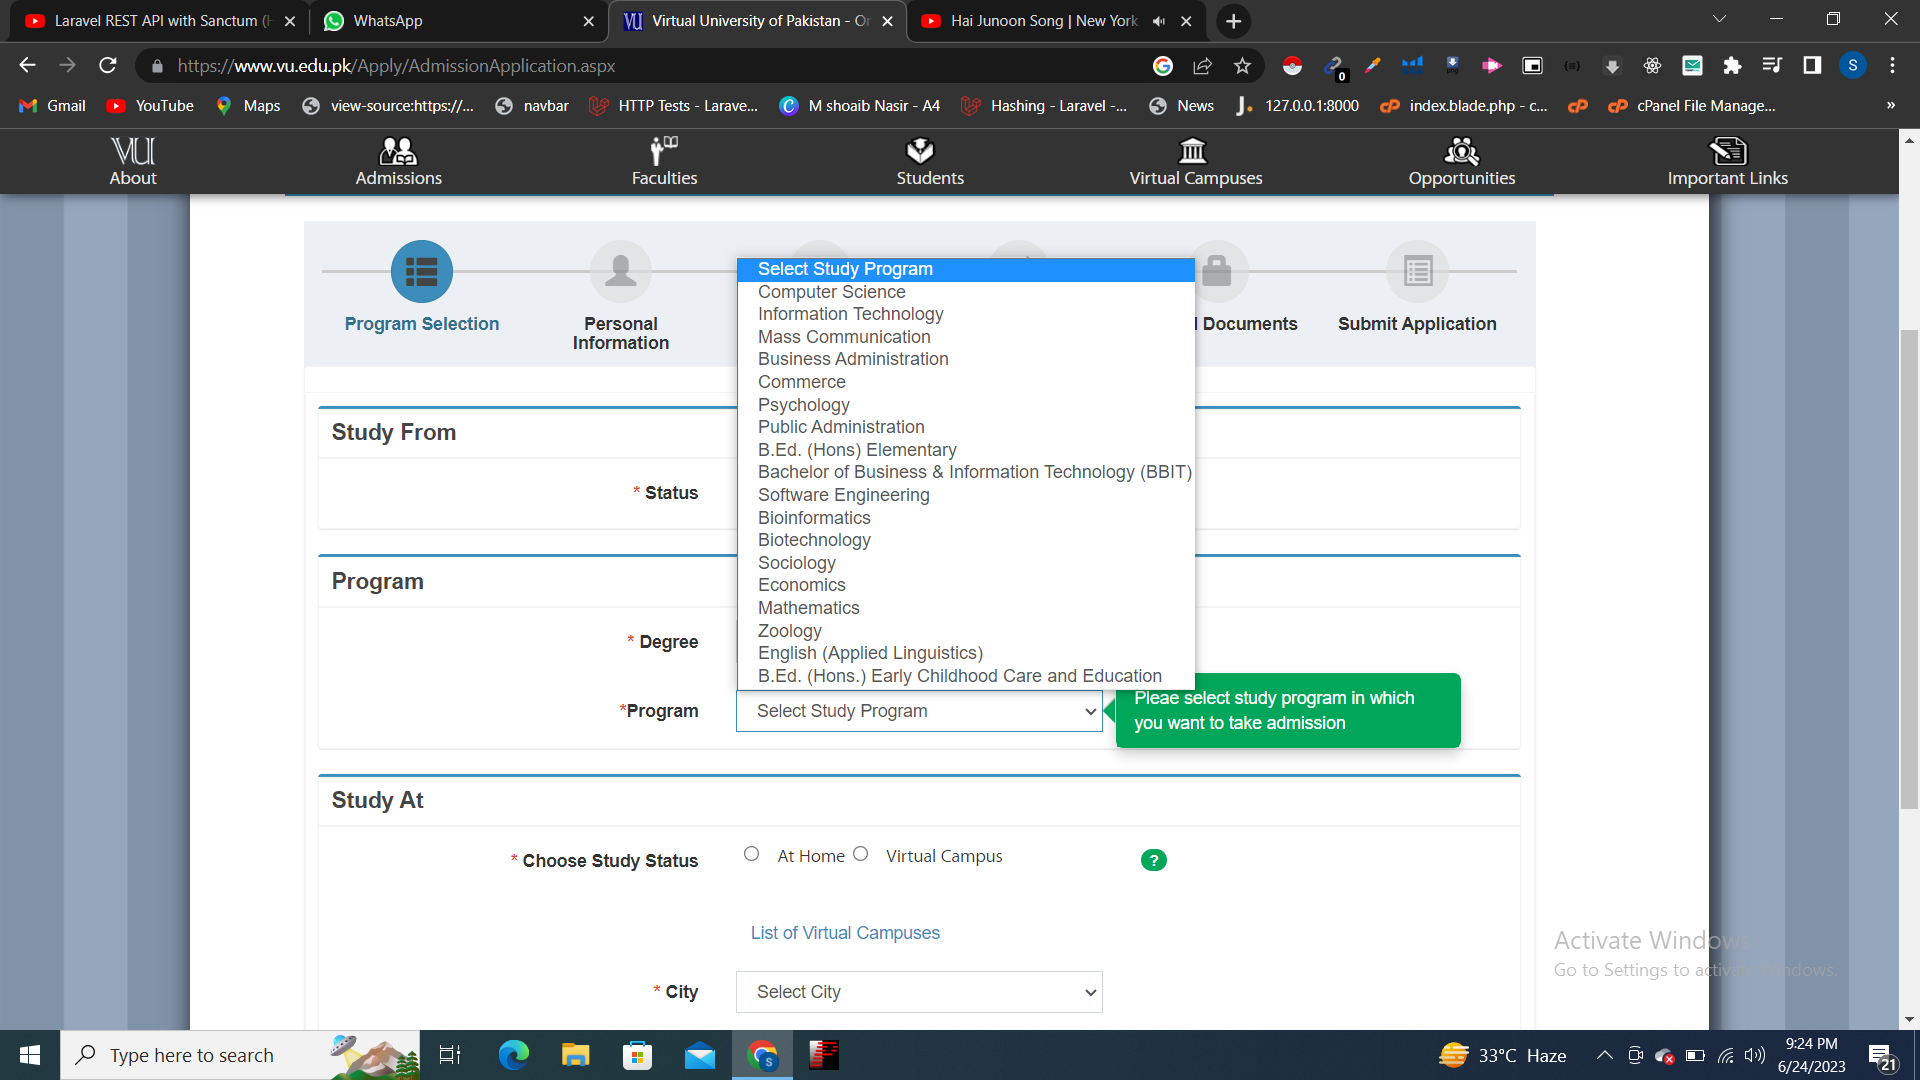 Laravel REST API with Sanctum (
WhatsApp
Virtual University of Pakistan - Or
Hai Junoon Song | New York
https://www.vu.edu.pk/Apply/AdmissionApplication.aspx
0
S
Gmail
YouTube
Maps
view-source:https://...
navbar
HTTP Tests - Larave...
M shoaib Nasir - A4
Hashing - Laravel -...
News
127.0.0.1:8000
index.blade.php - c...
cPanel File Manage...
»
VU
About
Admissions
Faculties
Students
Virtual Campuses
Opportunities
Important Links
Program Selection
Personal
Information
Documents
Submit Application
Select Study Program
Computer Science
Information Technology
Mass Communication
Business Administration
Commerce
Psychology
Public Administration
B.Ed. (Hons) Elementary
Bachelor of Business & Information Technology (BBIT)
Software Engineering
Bioinformatics
Biotechnology
Sociology
Economics
Mathematics
Zoology
English (Applied Linguistics)
B.Ed. (Hons.) Early Childhood Care and Education
Study From
* Status
Program
* Degree
*Program
Select Study Program
Pleae select study program in which
you want to take admission
Study At
* Choose Study Status
At Home
Virtual Campus
?
List of Virtual Campuses
* City
Select City
Activate Windows
Go to Settings to activate Windows.
Type here to search
33°C Haze
9:24 PM
6/24/2023
21